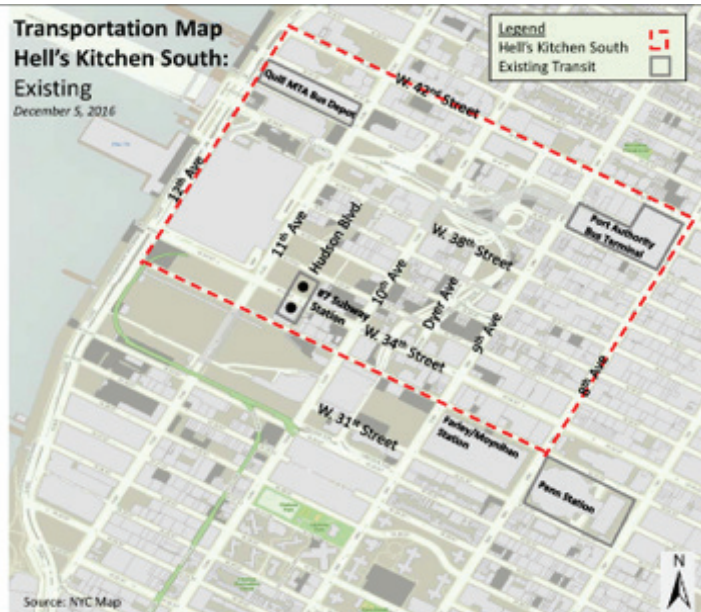 Transportation Map
Hell's Kitchen South:
Existing
December 5, 2016
Legend
Hell's Kitchen South
Existing Transit
W. 42nd Street
Quill MTA Bus Depot
12th Ave
11th Ave
Hudson Blvd.
Port Authority
Bus Terminal
W. 38th Street
#7 Subway
Station
10th Ave
Dyer Ave
9th Ave
W. 34th Street
8th Ave
W. 31st Street
Farley/Moynihan
Station
Penn Station
N
Source: NYC Map